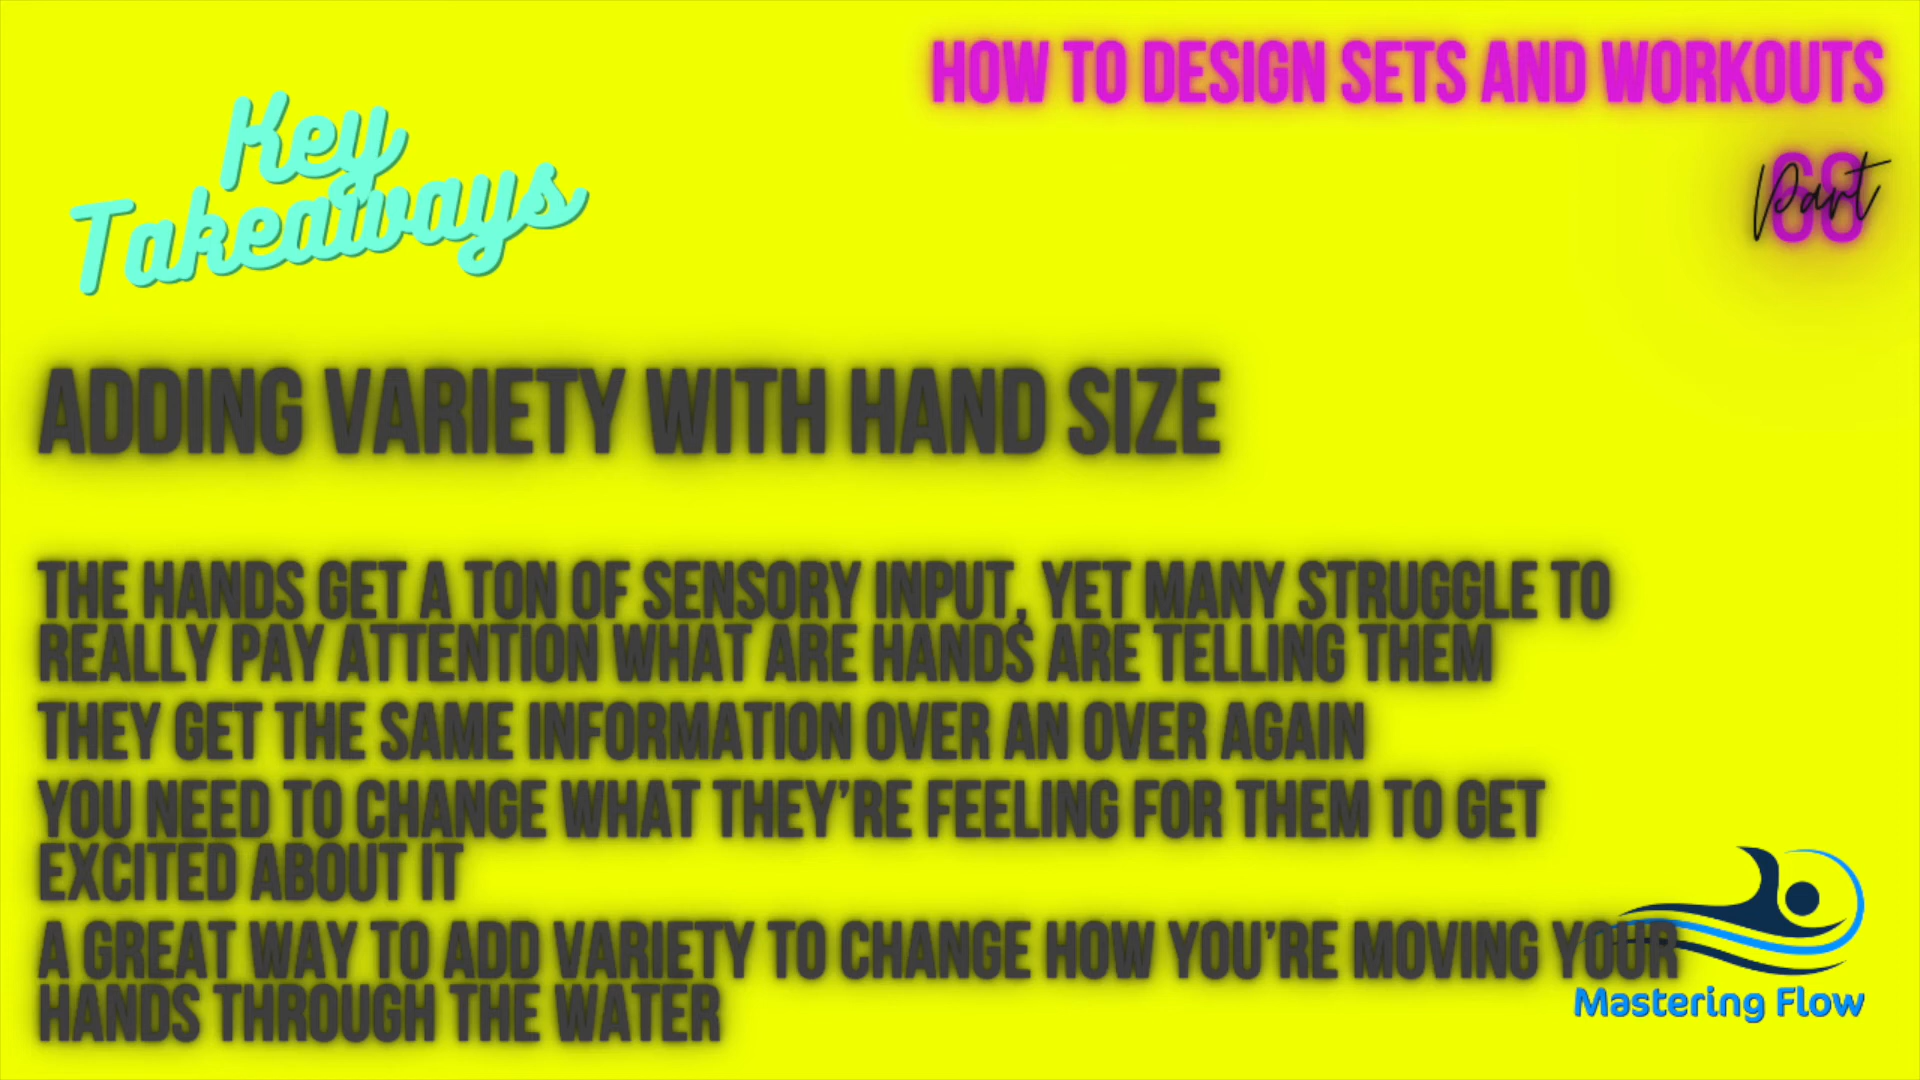 HOW TO DESIGN SETS AND WORKOUTS
Key
Takeaways
Part
68
ADDING VARIETY WITH HAND SIZE
THE HANDS GET A TON OF SENSORY INPUT, YET MANY STRUGGLE TO
REALLY PAY ATTENTION WHAT ARE HANDS ARE TELLING THEM
THEY GET THE SAME INFORMATION OVER AN OVER AGAIN
YOU NEED TO CHANGE WHAT THEY'RE FEELING FOR THEM TO GET
EXCITED ABOUT IT
A GREAT WAY TO ADD VARIETY TO CHANGE HOW YOU'RE MOVING YOUR
HANDS THROUGH THE WATER
Mastering Flow